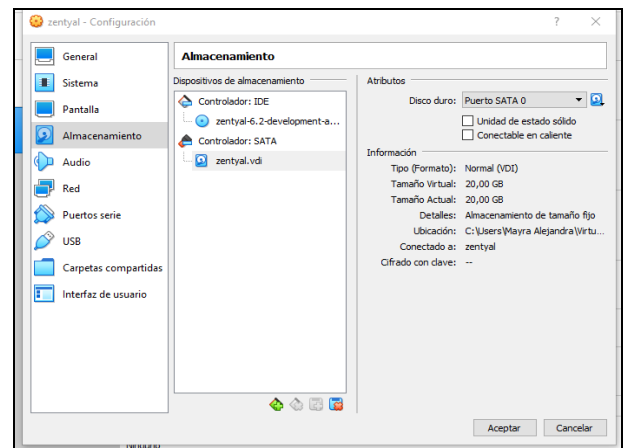 zentyal - Configuración
General
Sistema
Pantalla
Almacenamiento
Audio
Red
Puertos serie
USB
Carpetas compartidas
Interfaz de usuario
Almacenamiento
Dispositivos de almacenamiento
Controlador: IDE
zentyal-6.2-development-a...
Controlador: SATA
zentyal.vdi
Atributos
Disco duro: Puerto SATA 0
Unidad de estado sólido
Conectable en caliente
Información
Tipo (Formato): Normal (VDI)
Tamaño Virtual: 20,00 GB
Tamaño Actual: 20,00 GB
Detalles: Almacenamiento de tamaño fijo
Ubicación: C:\Users\Mayra Alejandra\Virtu...
Conectado a: zentyal
Cifrado con clave: --
Aceptar Cancelar